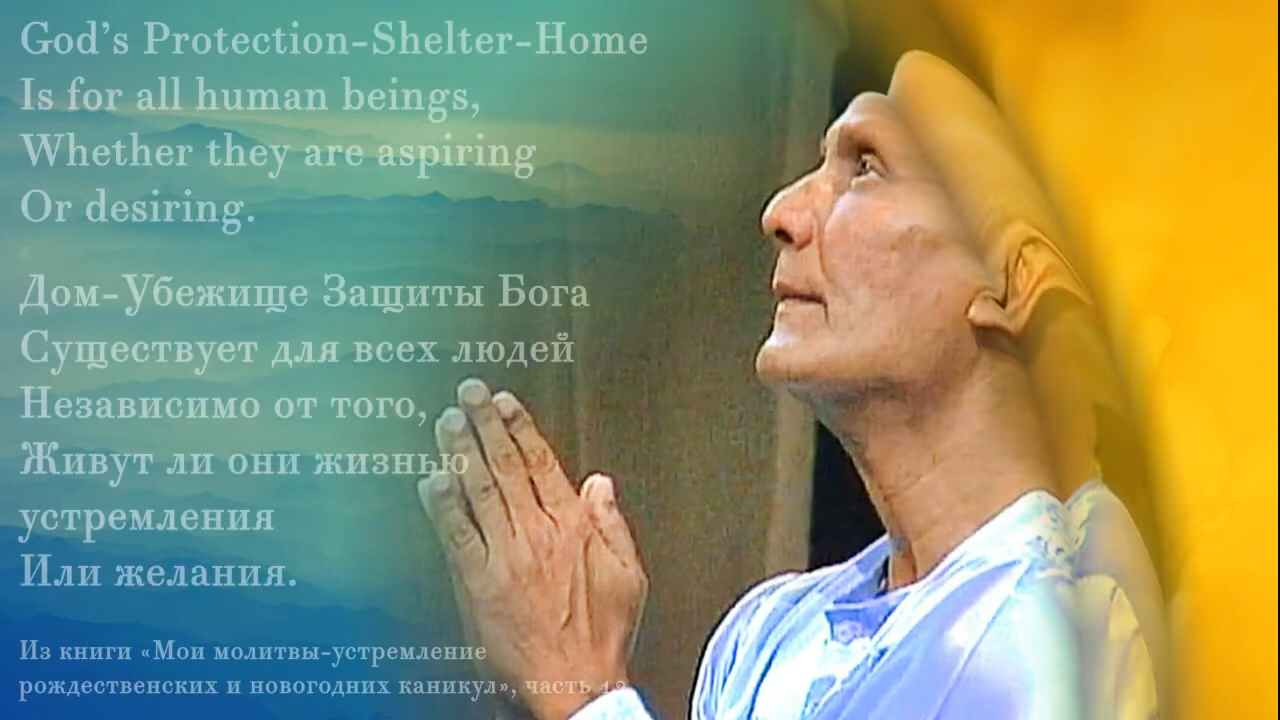 God’s Protection-Shelter-Home
Is for all human beings,
Whether they are aspiring
Or desiring.
Дом-Убежище Защиты Бога
Существует для всех людей
Независимо от того,
Живут ли они жизнью
устремления
Или желания.
Из книги «Мои молитвы-устремление
рождественских и новогодних каникул», часть